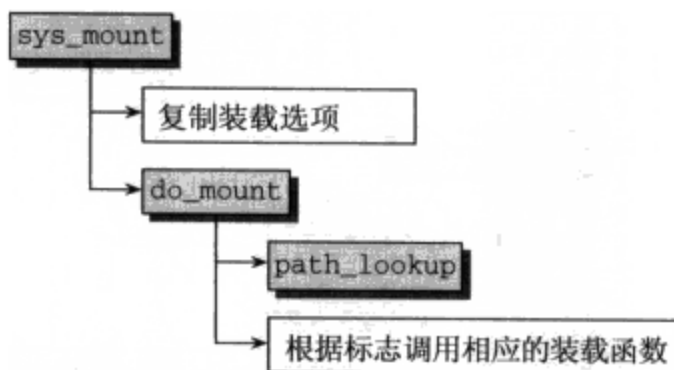 sys_mount
复制装载选项
do_mount
path_lookup
根据标志调用相应的装载函数